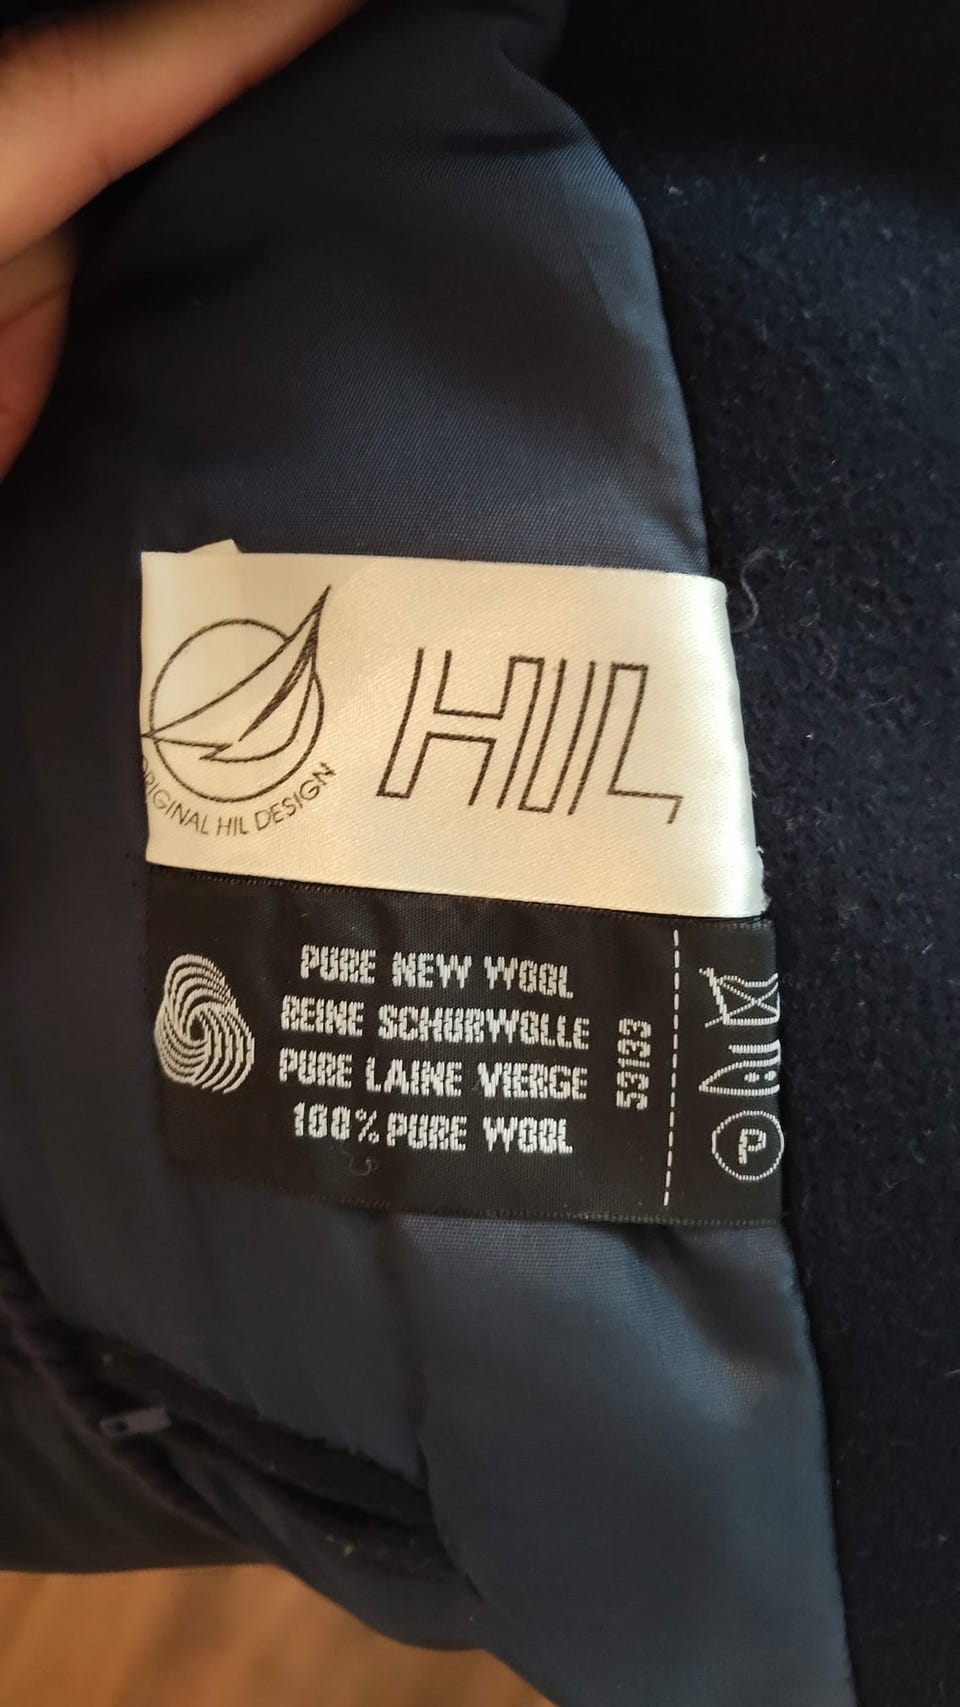 HIL
ORIGINAL HIL DESIGN
PURE NEW WOOL
REINE SCHURWOLLE
PURE LAINE VIERGE
100% PURE WOOL
53133
P